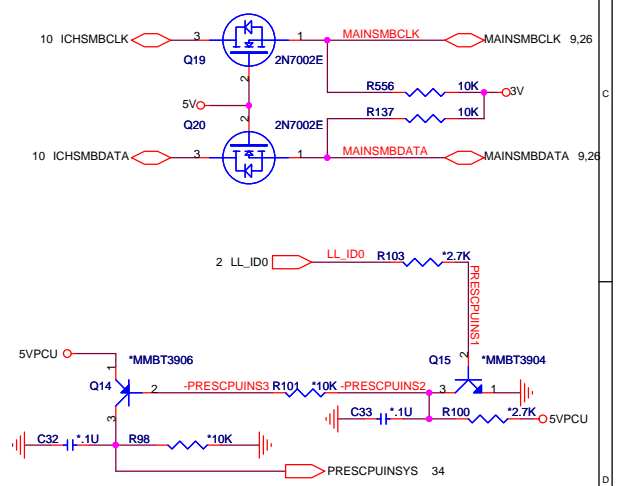 10 ICHSMBCLK 3 1 MAINSMBCLK MAINSMBCLK 9,26
Q19 2N7002E
2 R556 10K 3V C
5V R137 10K
Q20 2 2N7002E
10 ICHSMBDATA 3 1 MAINSMBDATA MAINSMBDATA 9,26
2 LL_ID0 LL_ID0 R103 *2.7K
PRESCPUINS1
5VPCU 1 *MMBT3906 Q15 2 *MMBT3904
Q14 2 -PRESCPUINS3 R101 *10K -PRESCPUINS2 3 1
3 C33 *.1U R100 *2.7K 5VPCU
C32 *.1U R98 *10K
PRESCPUINSYS 34
D